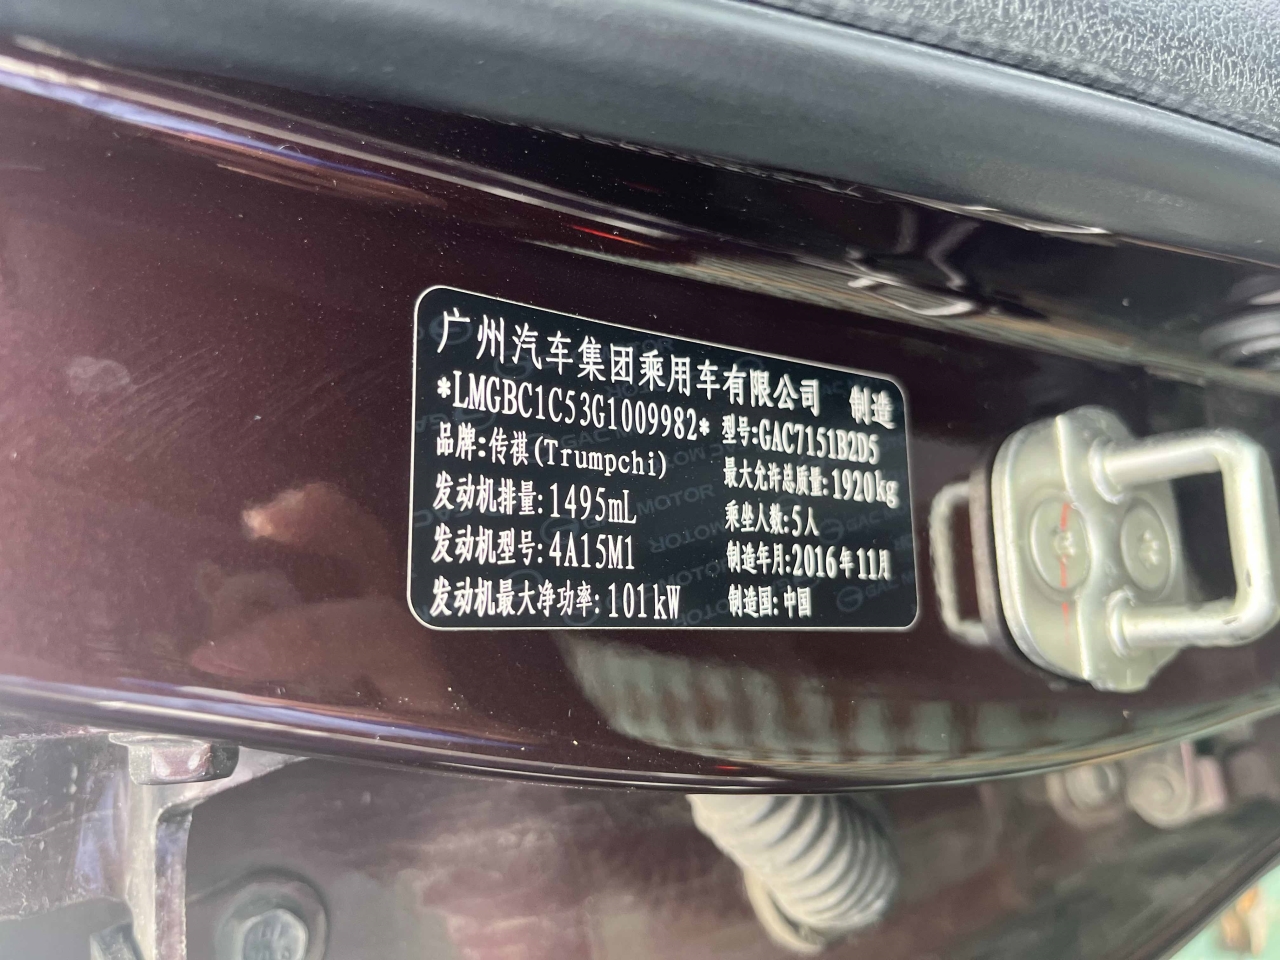 广州汽车集团乘用车有限公司 制造
*LMGBC1C53G1009982* 型号:GAC7151B2D5
品牌:传祺(Trumpchi) 最大允许总质量:1920kg
发动机排量:1495mL 乘坐人数:5人
发动机型号:4A15M1 制造年月:2016年11月
发动机最大净功率:101kW 制造国:中国
GAC MOTOR